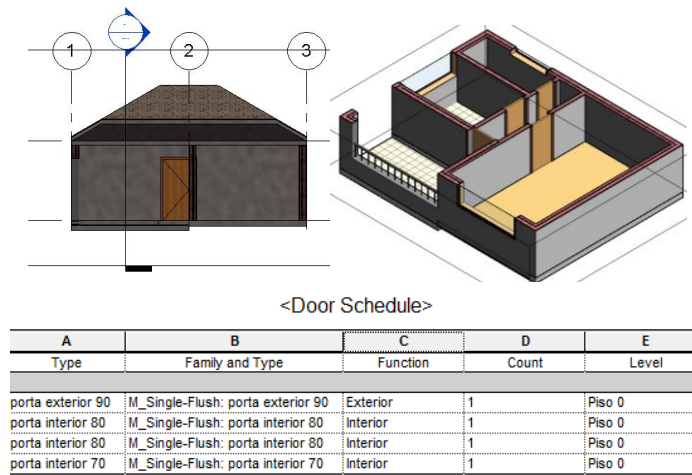 1 2 3
<Door Schedule>
A B C D E
Type Family and Type Function Count Level
porta exterior 90 M_Single-Flush: porta exterior 90 Exterior 1 Piso 0
porta interior 80 M_Single-Flush: porta interior 80 Interior 1 Piso 0
porta interior 80 M_Single-Flush: porta interior 80 Interior 1 Piso 0
porta interior 70 M_Single-Flush: porta interior 70 Interior 1 Piso 0